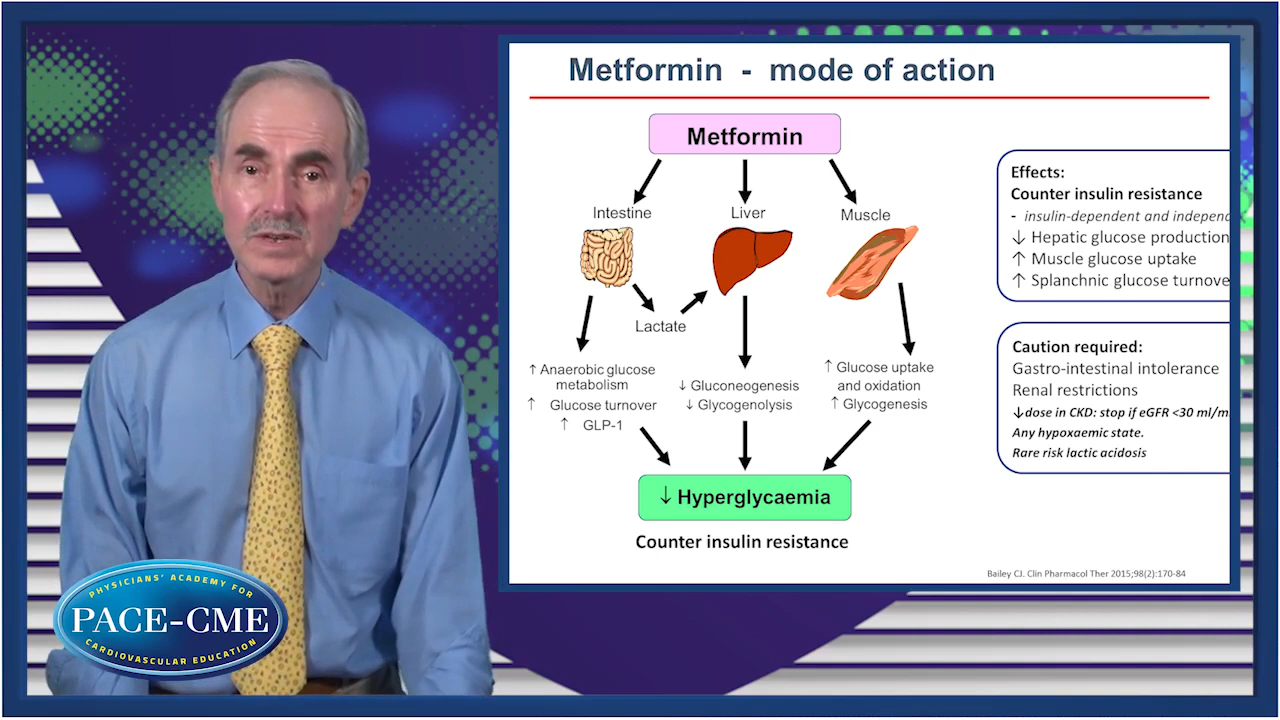 Metformin - mode of action
Metformin
Intestine
Liver
Muscle
Lactate
↑ Anaerobic glucose
metabolism
↑ Glucose turnover
↑ GLP-1
↓ Gluconeogenesis
↓ Glycogenolysis
↑ Glucose uptake
and oxidation
↑ Glycogenesis
↓ Hyperglycaemia
Counter insulin resistance
Effects:
Counter insulin resistance
- insulin-dependent and independ
↓ Hepatic glucose production
↑ Muscle glucose uptake
↑ Splanchnic glucose turnove
Caution required:
Gastro-intestinal intolerance
Renal restrictions
↓dose in CKD: stop if eGFR <30 ml/m
Any hypoxaemic state.
Rare risk lactic acidosis
Bailey CJ. Clin Pharmacol Ther 2015;98(2):170-84
PHYSICIANS' ACADEMY FOR
PACE-CME
CARDIOVASCULAR EDUCATION